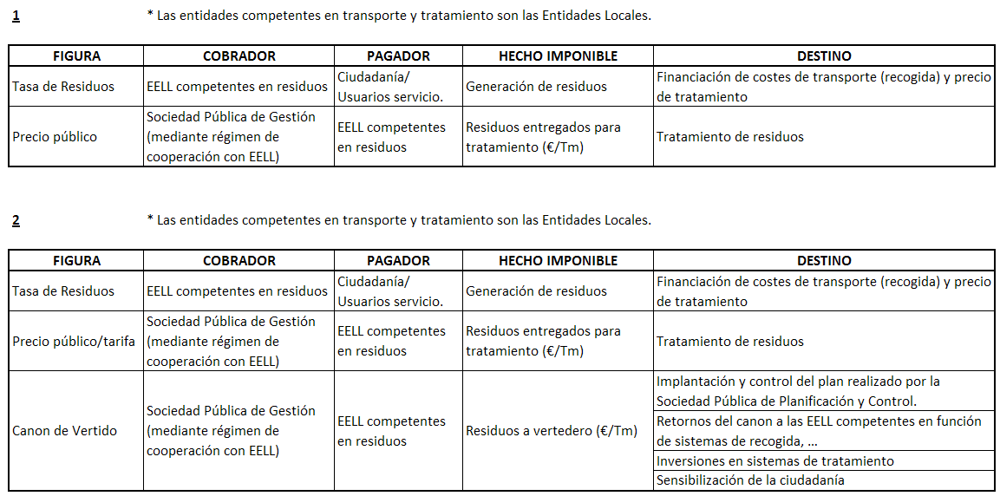 1
* Las entidades competentes en transporte y tratamiento son las Entidades Locales.
FIGURA COBRADOR PAGADOR HECHO IMPONIBLE DESTINO
Tasa de Residuos
EELL competentes en residuos
Ciudadanía/
Usuarios servicio.
Generación de residuos
Financiación de costes de transporte (recogida) y precio
de tratamiento
Precio público
Sociedad Pública de Gestión
(mediante régimen de
cooperación con EELL)
EELL competentes
en residuos
Residuos entregados para
tratamiento (€/Tm)
Tratamiento de residuos
2
* Las entidades competentes en transporte y tratamiento son las Entidades Locales.
FIGURA COBRADOR PAGADOR HECHO IMPONIBLE DESTINO
Tasa de Residuos
EELL competentes en residuos
Ciudadanía/
Usuarios servicio.
Generación de residuos
Financiación de costes de transporte (recogida) y precio
de tratamiento
Precio público/tarifa
Sociedad Pública de Gestión
(mediante régimen de
cooperación con EELL)
EELL competentes
en residuos
Residuos entregados para
tratamiento (€/Tm)
Tratamiento de residuos
Canon de Vertido
Sociedad Pública de Gestión
(mediante régimen de
cooperación con EELL)
EELL competentes
en residuos
Residuos a vertedero (€/Tm)
Implantación y control del plan realizado por la
Sociedad Pública de Planificación y Control.
Retornos del canon a las EELL competentes en función
de sistemas de recogida, ...
Inversiones en sistemas de tratamiento
Sensibilización de la ciudadanía